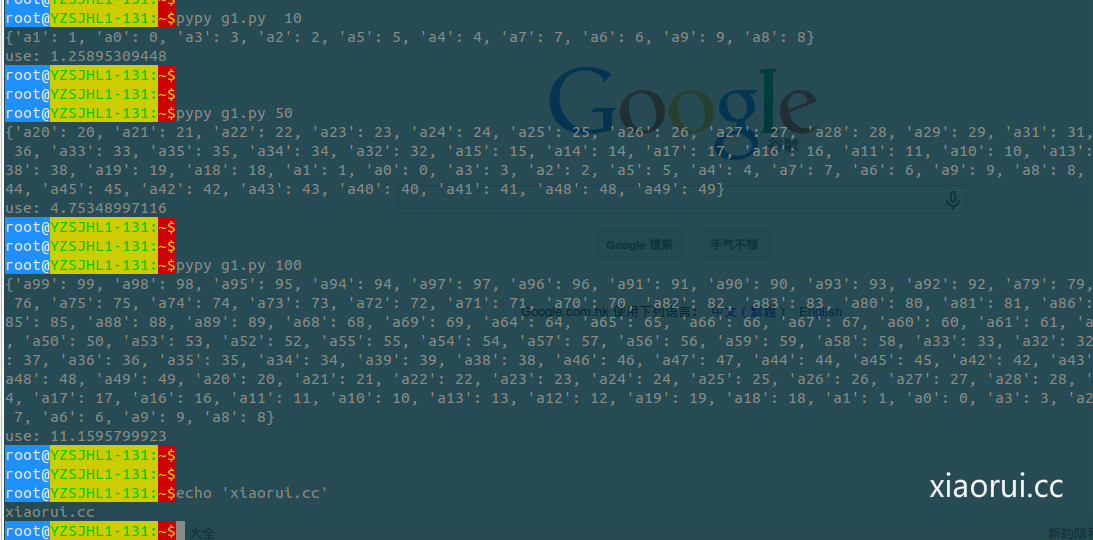 root@YZSJHL1-131:~$
root@YZSJHL1-131:~$pypy g1.py  10
{'a1': 1, 'a0': 0, 'a3': 3, 'a2': 2, 'a5': 5, 'a4': 4, 'a7': 7, 'a6': 6, 'a9': 9, 'a8': 8}
use: 1.25895309448
root@YZSJHL1-131:~$
root@YZSJHL1-131:~$
root@YZSJHL1-131:~$pypy g1.py 50
{'a20': 20, 'a21': 21, 'a22': 22, 'a23': 23, 'a24': 24, 'a25': 25, 'a26': 26, 'a27': 27, 'a28': 28, 'a29': 29, 'a31': 31,
 36, 'a33': 33, 'a35': 35, 'a34': 34, 'a32': 32, 'a15': 15, 'a14': 14, 'a17': 17, 'a16': 16, 'a11': 11, 'a10': 10, 'a13':
38': 38, 'a19': 19, 'a18': 18, 'a1': 1, 'a0': 0, 'a3': 3, 'a2': 2, 'a5': 5, 'a4': 4, 'a7': 7, 'a6': 6, 'a9': 9, 'a8': 8,
44, 'a45': 45, 'a42': 42, 'a43': 43, 'a40': 40, 'a41': 41, 'a48': 48, 'a49': 49}
use: 4.75348997116
root@YZSJHL1-131:~$
root@YZSJHL1-131:~$
root@YZSJHL1-131:~$pypy g1.py 100
{'a99': 99, 'a98': 98, 'a95': 95, 'a94': 94, 'a97': 97, 'a96': 96, 'a91': 91, 'a90': 90, 'a93': 93, 'a92': 92, 'a79': 79,
 76, 'a75': 75, 'a74': 74, 'a73': 73, 'a72': 72, 'a71': 71, 'a70': 70, 'a82': 82, 'a83': 83, 'a80': 80, 'a81': 81, 'a86':
85': 85, 'a88': 88, 'a89': 89, 'a68': 68, 'a69': 69, 'a64': 64, 'a65': 65, 'a66': 66, 'a67': 67, 'a60': 60, 'a61': 61, 'a
, 'a50': 50, 'a53': 53, 'a52': 52, 'a55': 55, 'a54': 54, 'a57': 57, 'a56': 56, 'a59': 59, 'a58': 58, 'a33': 33, 'a32': 32
: 37, 'a36': 36, 'a35': 35, 'a34': 34, 'a39': 39, 'a38': 38, 'a46': 46, 'a47': 47, 'a44': 44, 'a45': 45, 'a42': 42, 'a43'
a48': 48, 'a49': 49, 'a20': 20, 'a21': 21, 'a22': 22, 'a23': 23, 'a24': 24, 'a25': 25, 'a26': 26, 'a27': 27, 'a28': 28, '
4, 'a17': 17, 'a16': 16, 'a11': 11, 'a10': 10, 'a13': 13, 'a12': 12, 'a19': 19, 'a18': 18, 'a1': 1, 'a0': 0, 'a3': 3, 'a2
 7, 'a6': 6, 'a9': 9, 'a8': 8}
use: 11.1595799923
root@YZSJHL1-131:~$
root@YZSJHL1-131:~$
root@YZSJHL1-131:~$echo 'xiaorui.cc'
xiaorui.cc
root@YZSJHL1-131:~$
Google
Google 搜索
手气不错
Google.com.hk 使用下列语言： 中文（繁體） English
大全
xiaorui.cc